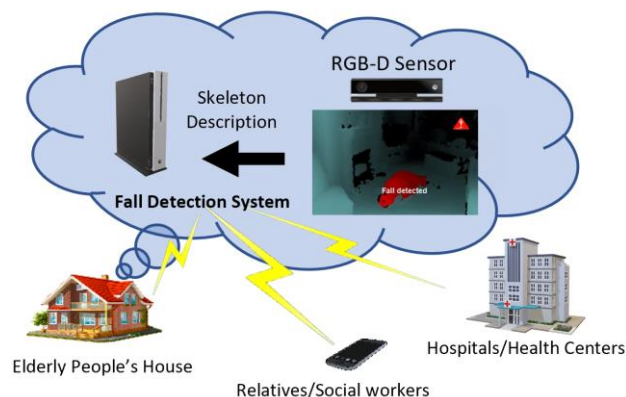 RGB-D Sensor
Skeleton
Description
Fall detected
Fall Detection System
Elderly People's House
Hospitals/Health Centers
Relatives/Social workers